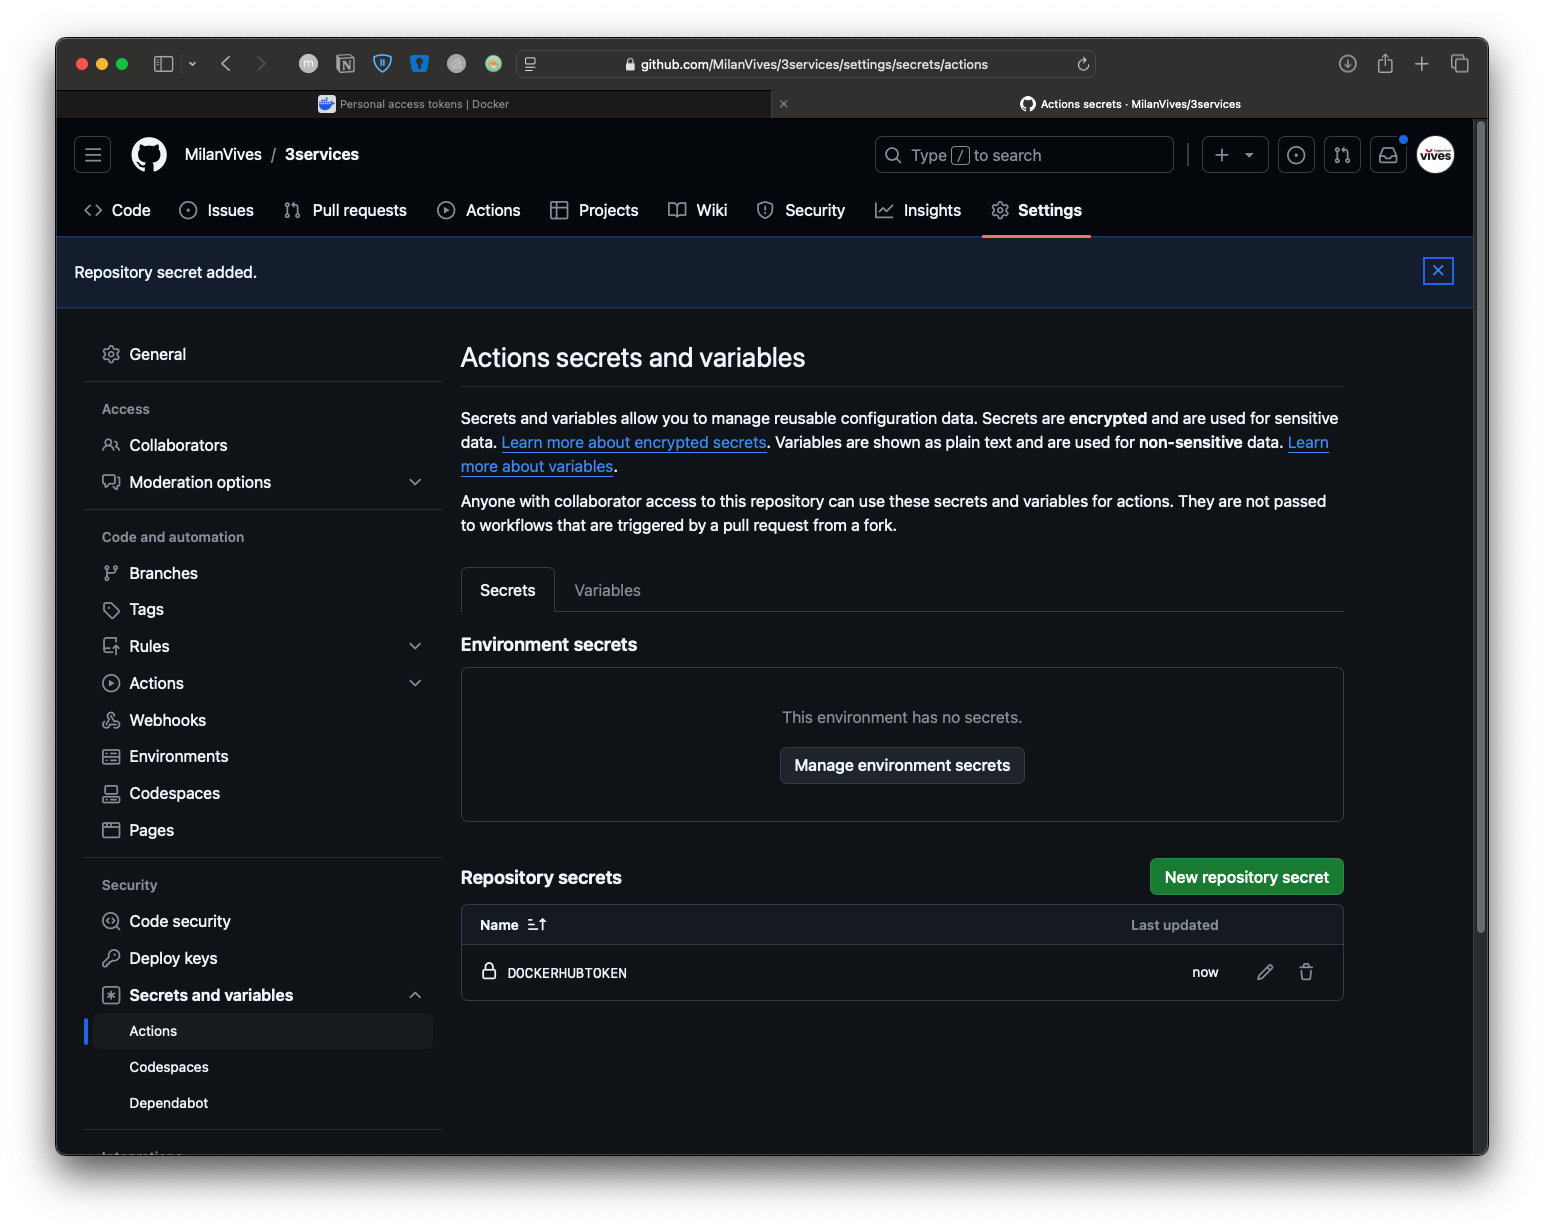 github.com/MilanVives/3services/settings/secrets/actions
Personal access tokens | Docker
Actions secrets · MilanVives/3services
MilanVives / 3services
Type / to search
vives
Code
Issues
Pull requests
Actions
Projects
Wiki
Security
Insights
Settings
Repository secret added.
General
Access
Collaborators
Moderation options
Code and automation
Branches
Tags
Rules
Actions
Webhooks
Environments
Codespaces
Pages
Security
Code security
Deploy keys
Secrets and variables
Actions
Codespaces
Dependabot
Actions secrets and variables
Secrets and variables allow you to manage reusable configuration data. Secrets are encrypted and are used for sensitive
data. Learn more about encrypted secrets. Variables are shown as plain text and are used for non-sensitive data. Learn
more about variables.
Anyone with collaborator access to this repository can use these secrets and variables for actions. They are not passed
to workflows that are triggered by a pull request from a fork.
Secrets
Variables
Environment secrets
This environment has no secrets.
Manage environment secrets
Repository secrets
New repository secret
Name
Last updated
DOCKERHUBTOKEN
now